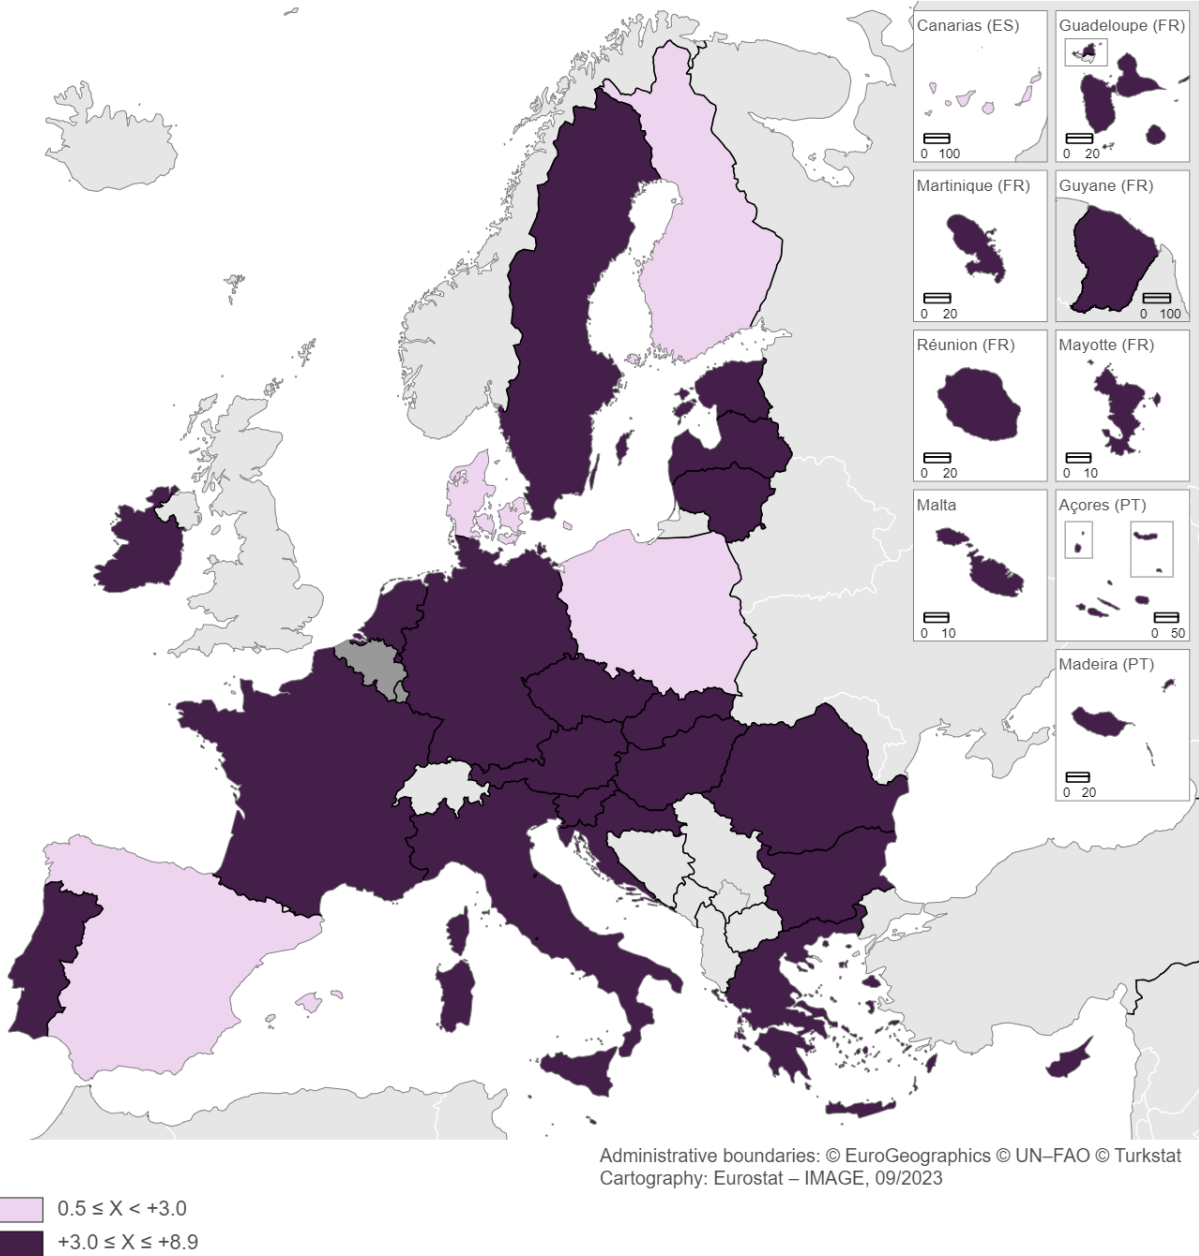 Canarias (ES)
0 100
Guadeloupe (FR)
0 20
Martinique (FR)
0 20
Guyane (FR)
0 100
Réunion (FR)
0 20
Mayotte (FR)
0 10
Malta
0 10
Açores (PT)
0 50
Madeira (PT)
0 20
Administrative boundaries: © EuroGeographics © UN–FAO © Turkstat
Cartography: Eurostat – IMAGE, 09/2023
0.5 ≤ X < +3.0
+3.0 ≤ X ≤ +8.9